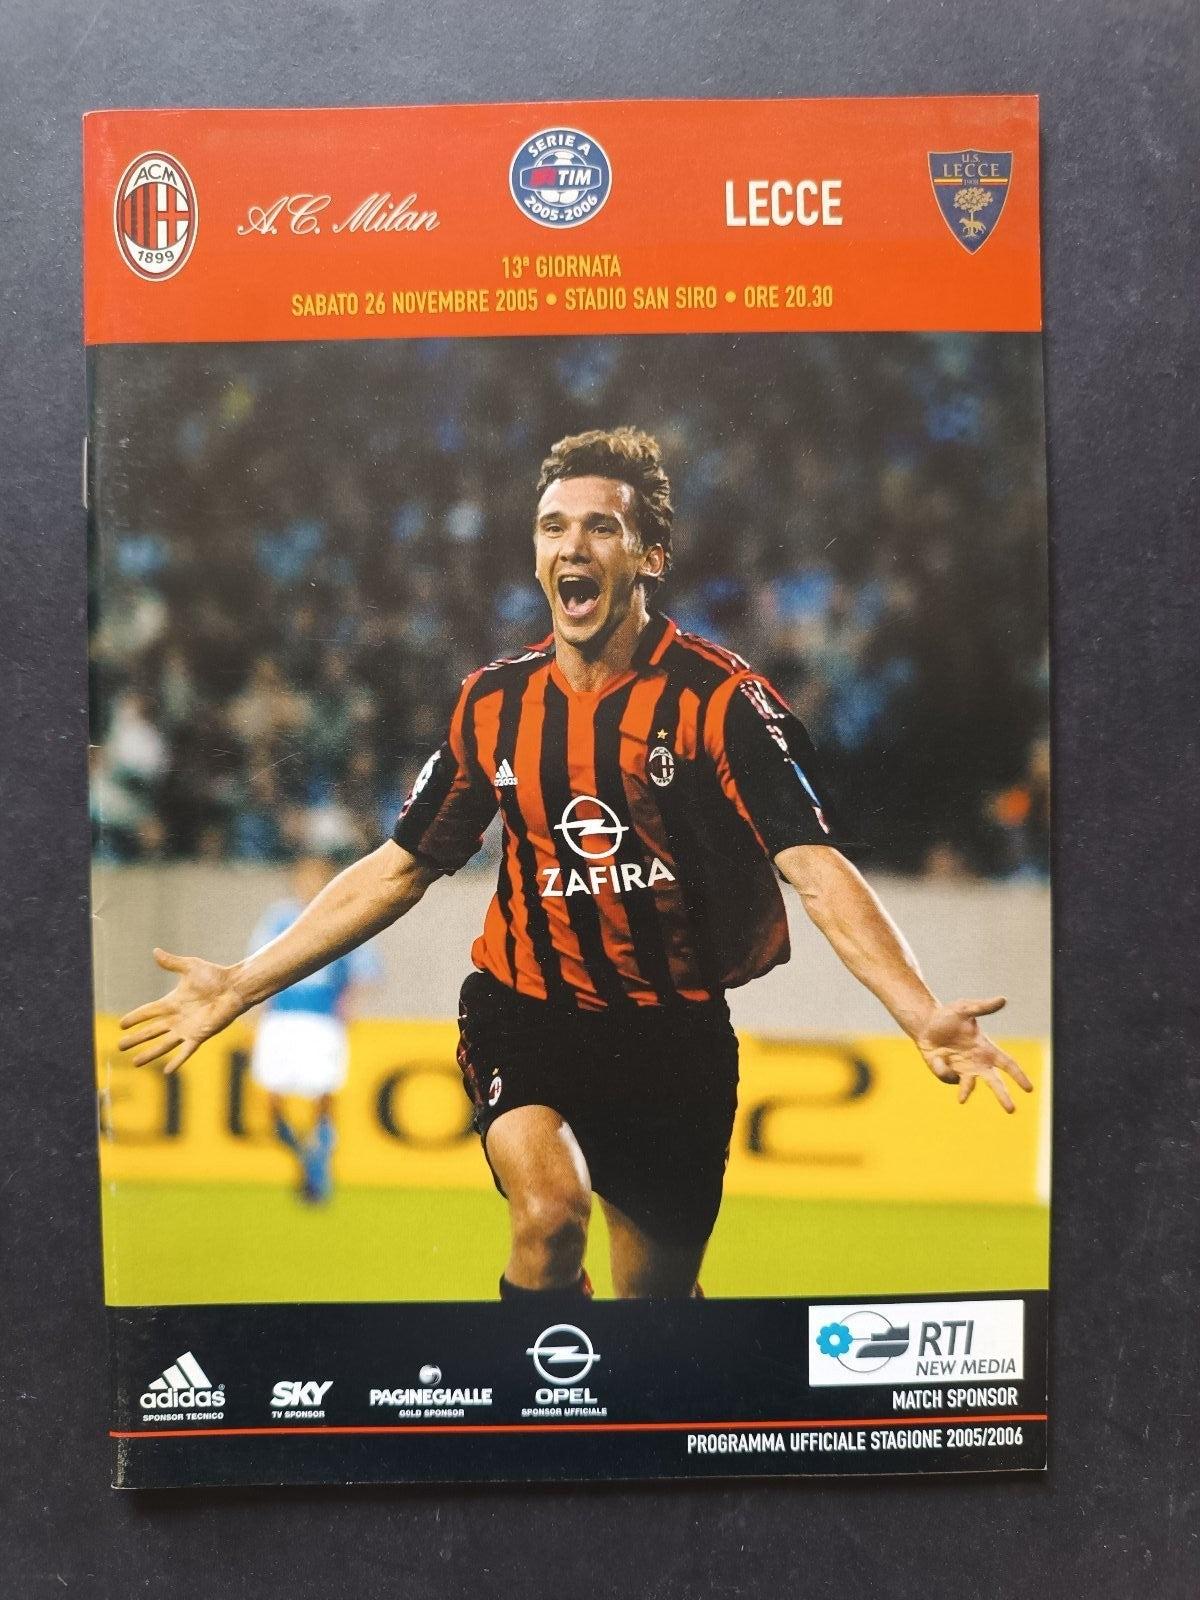 ACM
1899
A.C. Milan
SERIE A
TIM
2005-2006
LECCE
U.S.
LECCE
1908
13ª GIORNATA
SABATO 26 NOVEMBRE 2005 • STADIO SAN SIRO • ORE 20.30
adidas
ACM
ZAFIRA
adidas
SPONSOR TECNICO
SKY
TV SPONSOR
PAGINEGIALLE
GOLD SPONSOR
OPEL
SPONSOR UFFICIALE
RTI
NEW MEDIA
MATCH SPONSOR
PROGRAMMA UFFICIALE STAGIONE 2005/2006